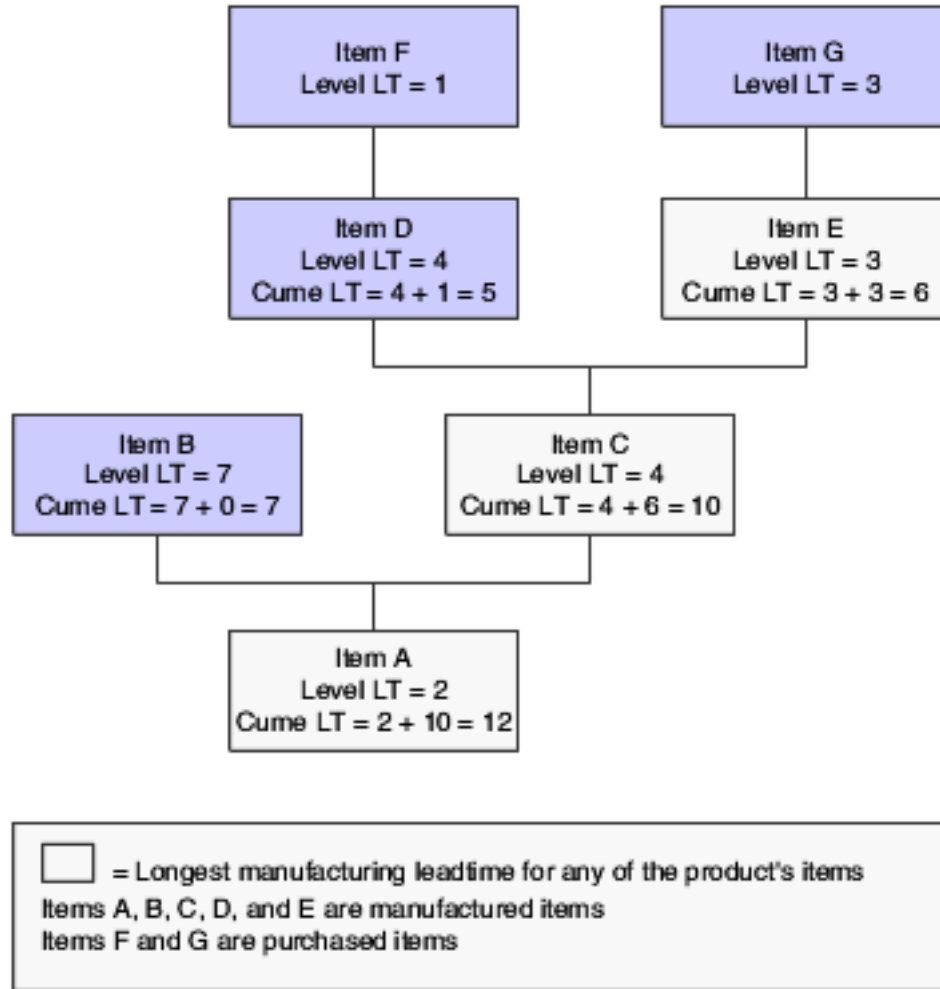 Item F
Level LT = 1
Item G
Level LT = 3
Item D
Level LT = 4
Cume LT = 4 + 1 = 5
Item E
Level LT = 3
Cume LT = 3 + 3 = 6
Item B
Level LT = 7
Cume LT = 7 + 0 = 7
Item C
Level LT = 4
Cume LT = 4 + 6 = 10
Item A
Level LT = 2
Cume LT = 2 + 10 = 12
= Longest manufacturing leadtime for any of the product's items
Items A, B, C, D, and E are manufactured items
Items F and G are purchased items